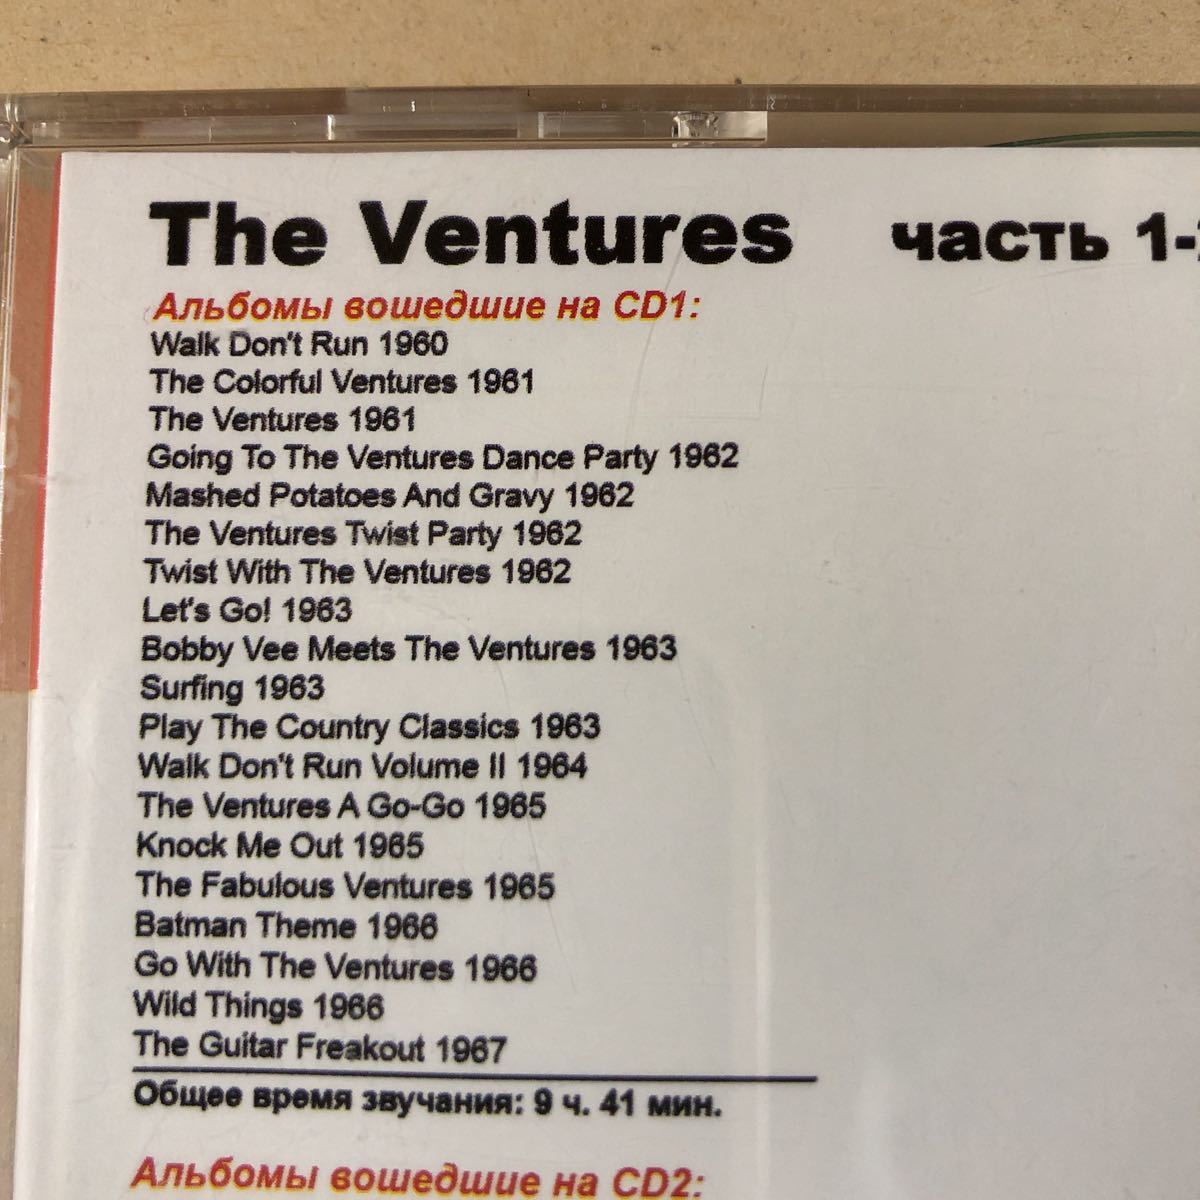 The Ventures часть 1-
Альбомы вошедшие на CD1:
Walk Don't Run 1960
The Colorful Ventures 1961
The Ventures 1961
Going To The Ventures Dance Party 1962
Mashed Potatoes And Gravy 1962
The Ventures Twist Party 1962
Twist With The Ventures 1962
Let's Go! 1963
Bobby Vee Meets The Ventures 1963
Surfing 1963
Play The Country Classics 1963
Walk Don't Run Volume II 1964
The Ventures A Go-Go 1965
Knock Me Out 1965
The Fabulous Ventures 1965
Batman Theme 1966
Go With The Ventures 1966
Wild Things 1966
The Guitar Freakout 1967
Общее время звучания: 9 ч. 41 мин.
Альбомы вошедшие на CD2: